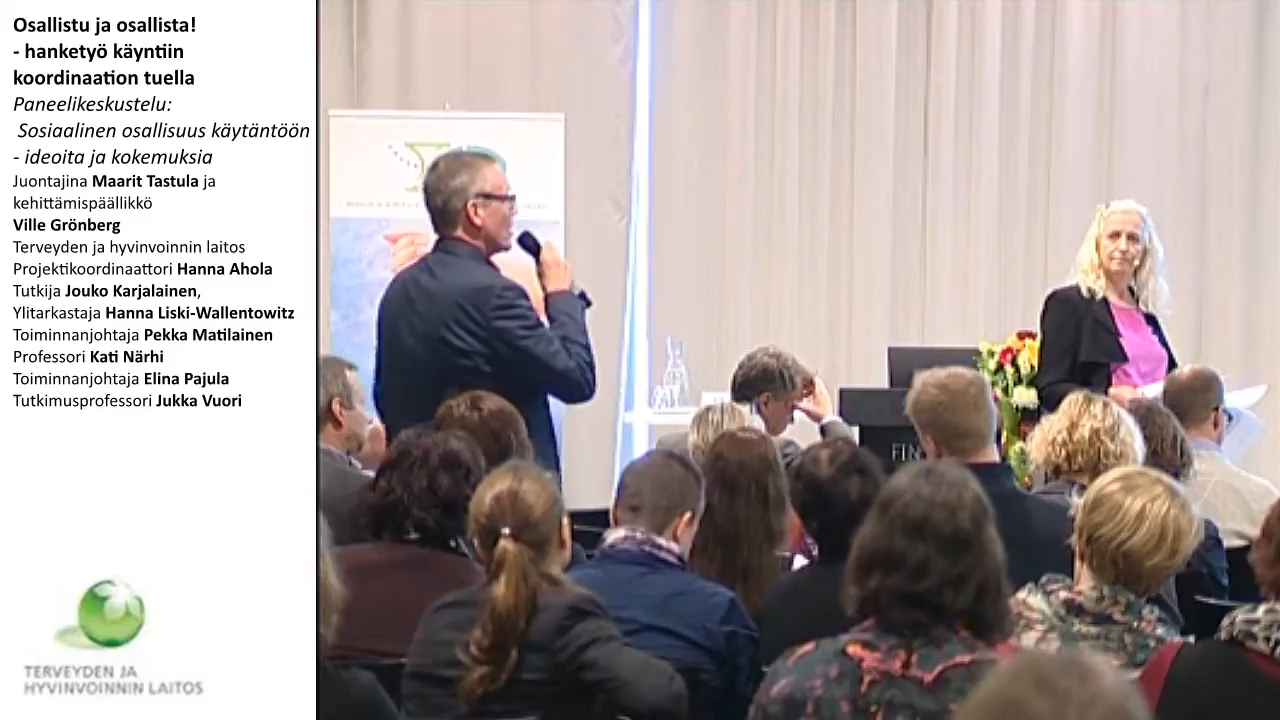 Osallistu ja osallista!
- hanketyö käyntiin
koordinaation tuella
Paneelikeskustelu:
Sosiaalinen osallisuus käytäntöön
- ideoita ja kokemuksia
Juontajina Maarit Tastula ja
kehittämispäällikkö
Ville Grönberg
Terveyden ja hyvinvoinnin laitos
Projektikoordinaattori Hanna Ahola
Tutkija Jouko Karjalainen,
Ylitarkastaja Hanna Liski-Wallentowitz
Toiminnanjohtaja Pekka Matilainen
Professori Kati Närhi
Toiminnanjohtaja Elina Pajula
Tutkimusprofessori Jukka Vuori
TERVEYDEN JA
HYVINVOINNIN LAITOS
FIN